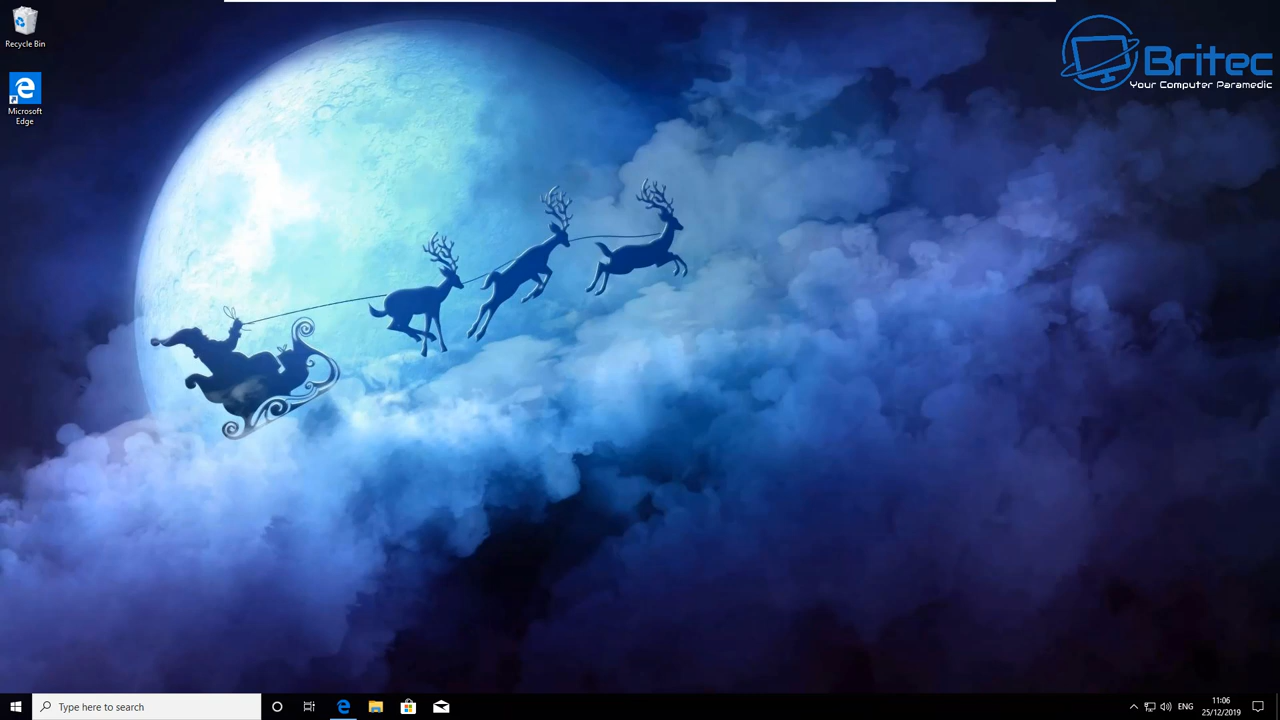 Recycle Bin
Microsoft
Edge
Britec
Your Computer Paramedic
Type here to search
ENG
11:06
25/12/2019